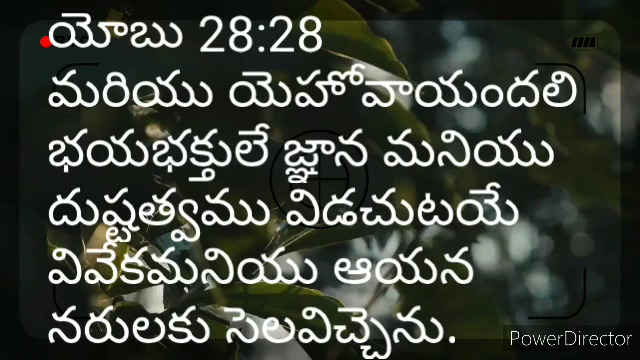 యోబు 28:28
మరియు యెహోవాయందలి
భయభక్తులే జ్ఞాన మనియు
దుష్టత్వము విడచుటయే
వివేకమనియు ఆయన
నరులకు సెలవిచ్చెను.
PowerDirector